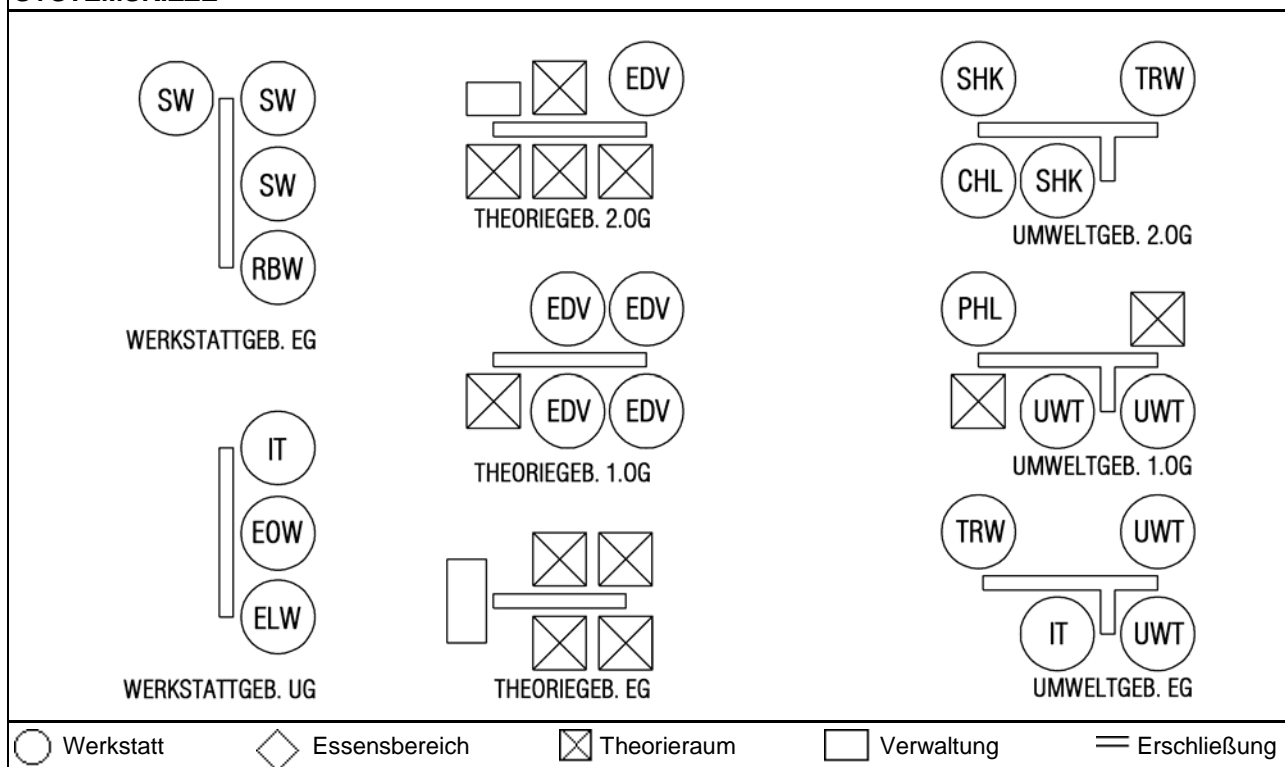 SW SW
SW
RBW
WERKSTATTGEB. EG
IT
EOW
ELW
WERKSTATTGEB. UG
EDV
THEORIEGEB. 2.OG
EDV EDV
EDV EDV
THEORIEGEB. 1.OG
THEORIEGEB. EG
SHK TRW
CHL SHK
UMWELTGEB. 2.OG
PHL
UWT UWT
UMWELTGEB. 1.OG
TRW UWT
IT UWT
UMWELTGEB. EG
Werkstatt Essensbereich Theorieraum Verwaltung Erschließung